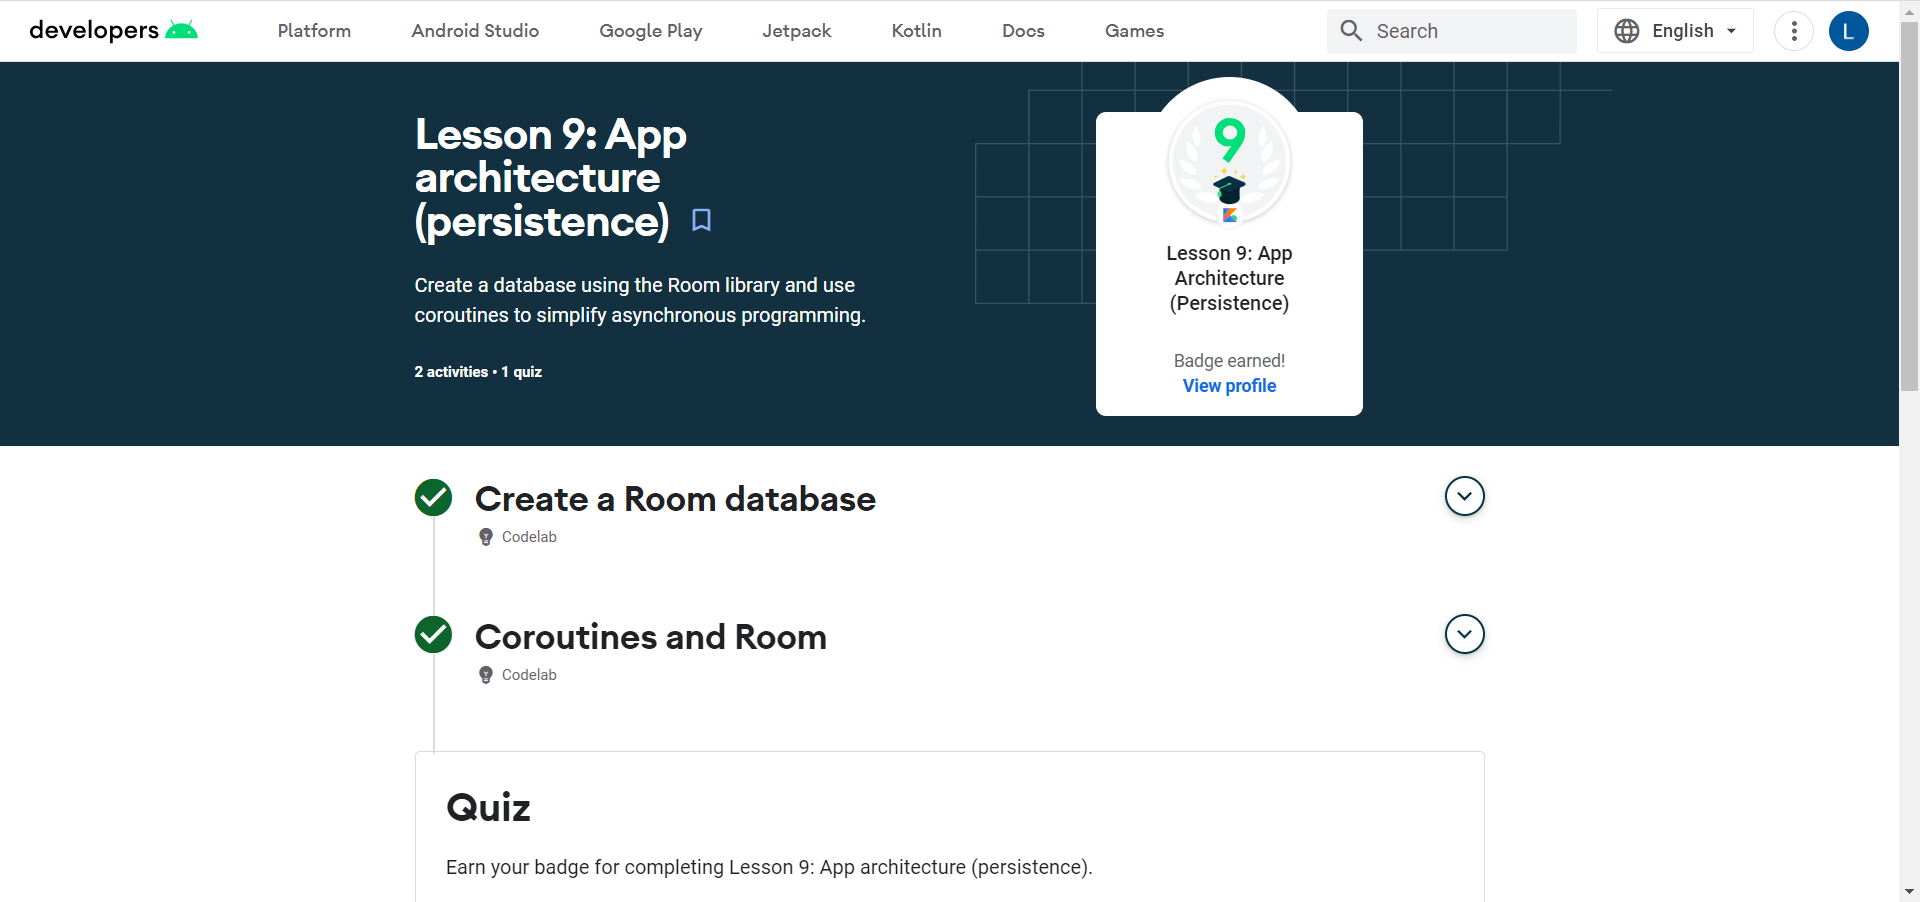 developers
Platform
Android Studio
Google Play
Jetpack
Kotlin
Docs
Games
Search
English
L
Lesson 9: App
architecture
(persistence)
Create a database using the Room library and use
coroutines to simplify asynchronous programming.
2 activities • 1 quiz
9
Lesson 9: App
Architecture
(Persistence)
Badge earned!
View profile
Create a Room database
Codelab
Coroutines and Room
Codelab
Quiz
Earn your badge for completing Lesson 9: App architecture (persistence).